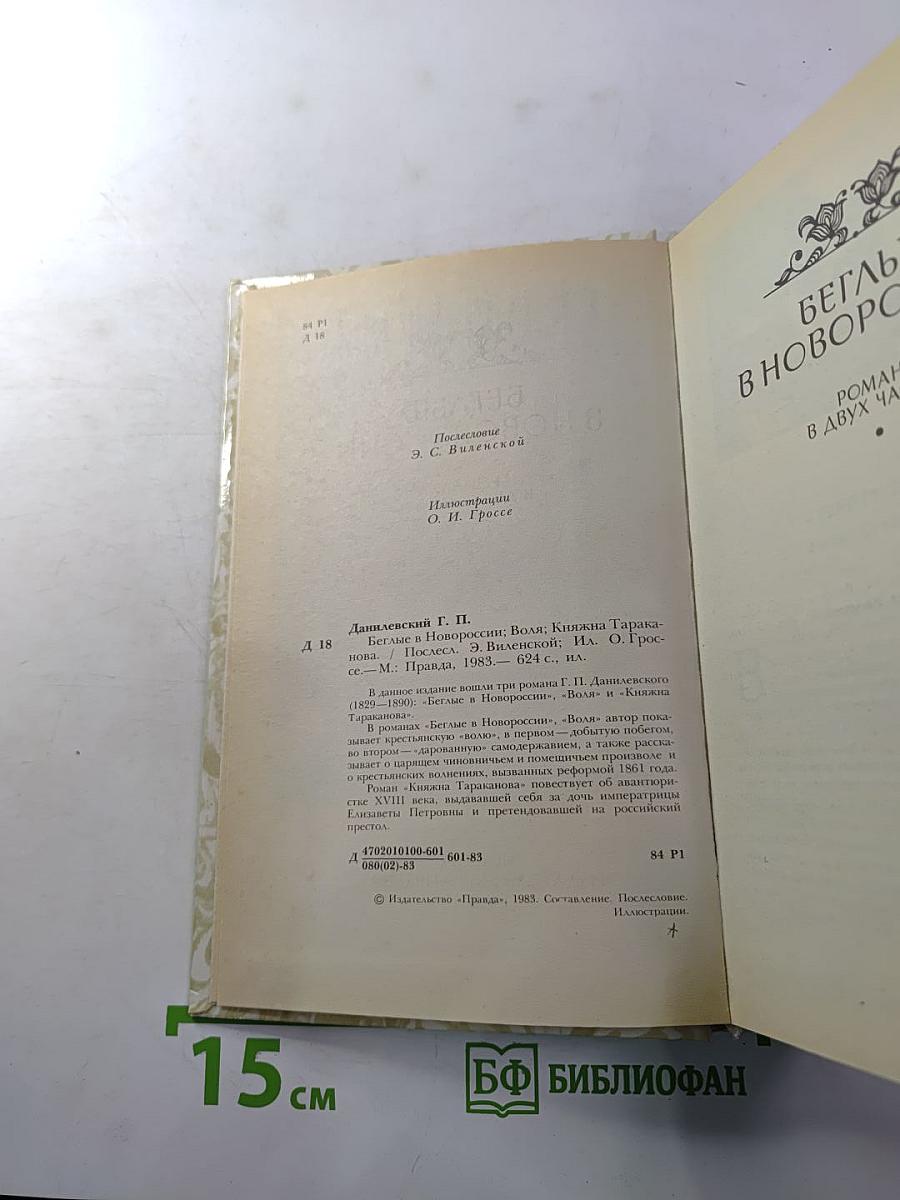 84 Р1
Д 18
Послесловие
Э. С. Виленской
Иллюстрации
О. И. Гроссе
Данилевский Г. П.
Д 18
Беглые в Новороссии; Воля; Княжна Тарака-
нова. / Послесл. Э. Виленской; Ил. О. Грос-
се.— М.: Правда, 1983.— 624 с., ил.
В данное издание вошли три романа Г. П. Данилевского
(1829—1890): «Беглые в Новороссии», «Воля» и «Княжна
Тараканова».
В романах «Беглые в Новороссии», «Воля» автор пока-
зывает крестьянскую «волю», в первом — добытую побегом,
во втором — «дарованную» самодержавием, а также расска-
зывает о царящем чиновничьем и помещичьем произволе и
о крестьянских волнениях, вызванных реформой 1861 года.
Роман «Княжна Тараканова» повествует об авантюри-
стке XVIII века, выдававшей себя за дочь императрицы
Елизаветы Петровны и претендовавшей на российский
престол.
Д 4702010100-601
080(02)-83 601-83
84 Р1
© Издательство «Правда», 1983. Составление. Послесловие.
Иллюстрации.
БЕГЛЫ
В НОВОРО
РОМАН
В ДВУХ ЧА
15 см
БФ БИБЛИОФАН